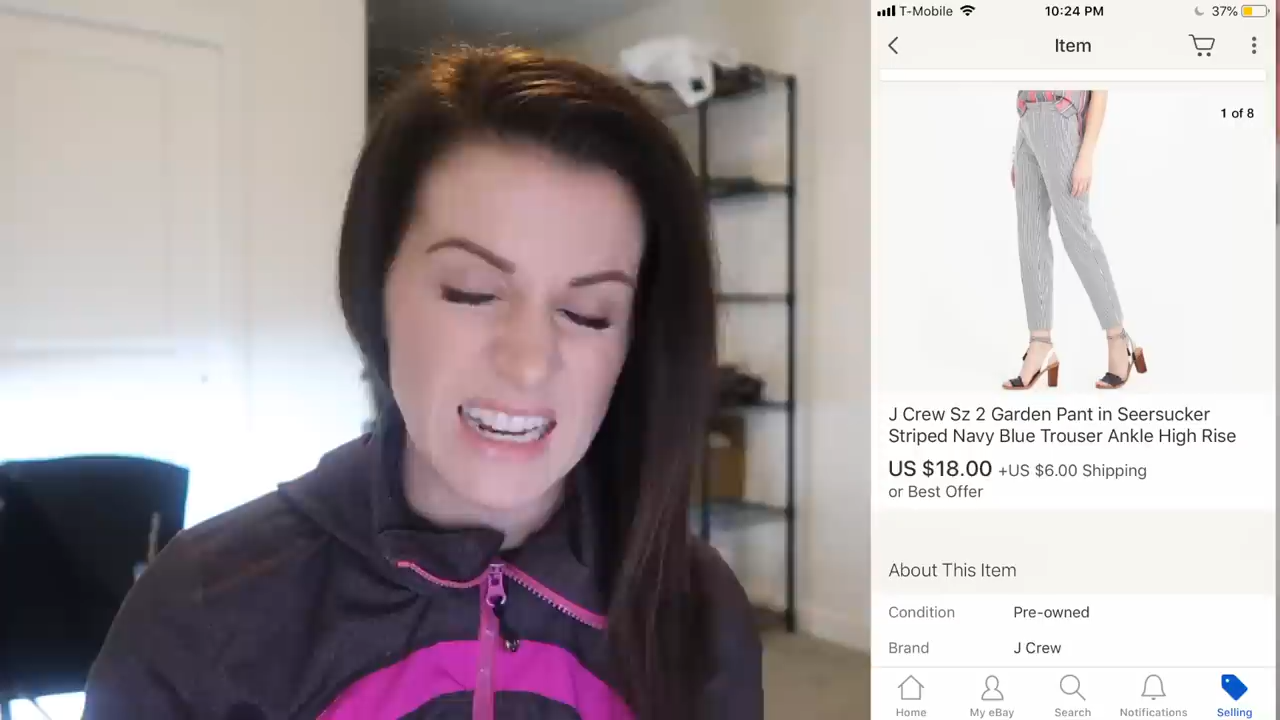 T-Mobile
10:24 PM
37%
Item
1 of 8
J Crew Sz 2 Garden Pant in Seersucker
Striped Navy Blue Trouser Ankle High Rise
US $18.00 +US $6.00 Shipping
or Best Offer
About This Item
Condition Pre-owned
Brand J Crew
Home
My eBay
Search
Notifications
Selling